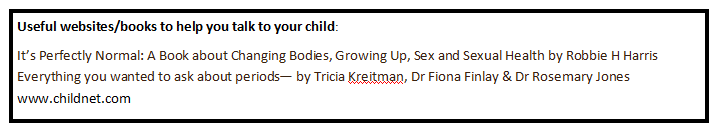 Useful websites/books to help you talk to your child:
It’s Perfectly Normal: A Book about Changing Bodies, Growing Up, Sex and Sexual Health by Robbie H Harris
Everything you wanted to ask about periods— by Tricia Kreitman, Dr Fiona Finlay & Dr Rosemary Jones
www.childnet.com